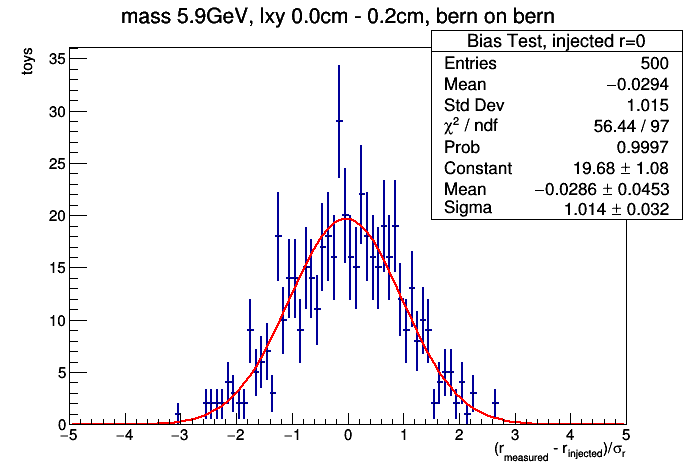 mass 5.9GeV, lxy 0.0cm - 0.2cm, bern on bern
Bias Test, injected r=0
Entries 500
Mean −0.0294
Std Dev 1.015
χ² / ndf 56.44 / 97
Prob 0.9997
Constant 19.68 ± 1.08
Mean −0.0286 ± 0.0453
Sigma 1.014 ± 0.032
toys
35
30
25
20
15
10
5
0
−5 −4 −3 −2 −1 0 1 2 3 4 5
(r_measured - r_injected)/σ_r